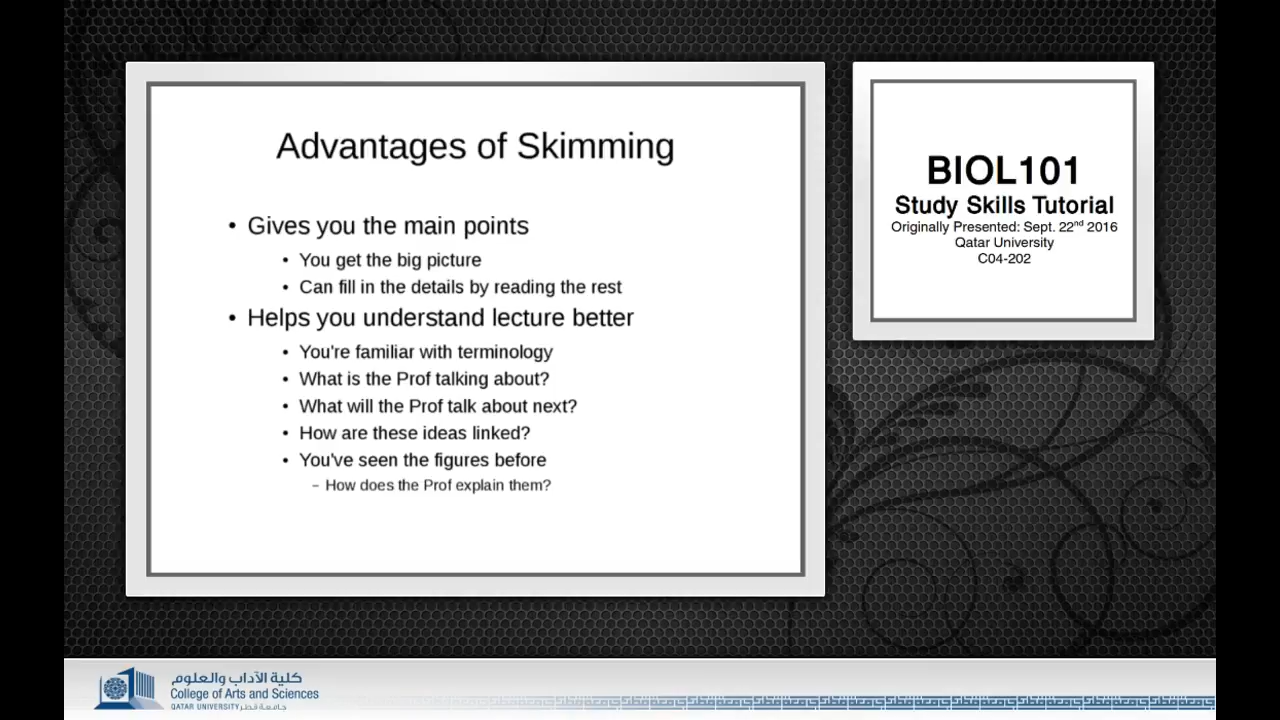 Advantages of Skimming
• Gives you the main points
• You get the big picture
• Can fill in the details by reading the rest
• Helps you understand lecture better
• You're familiar with terminology
• What is the Prof talking about?
• What will the Prof talk about next?
• How are these ideas linked?
• You've seen the figures before
– How does the Prof explain them?
BIOL101
Study Skills Tutorial
Originally Presented: Sept. 22nd 2016
Qatar University
C04-202
كلية الآداب والعلوم
College of Arts and Sciences
QATAR UNIVERSITY جامعة قطر